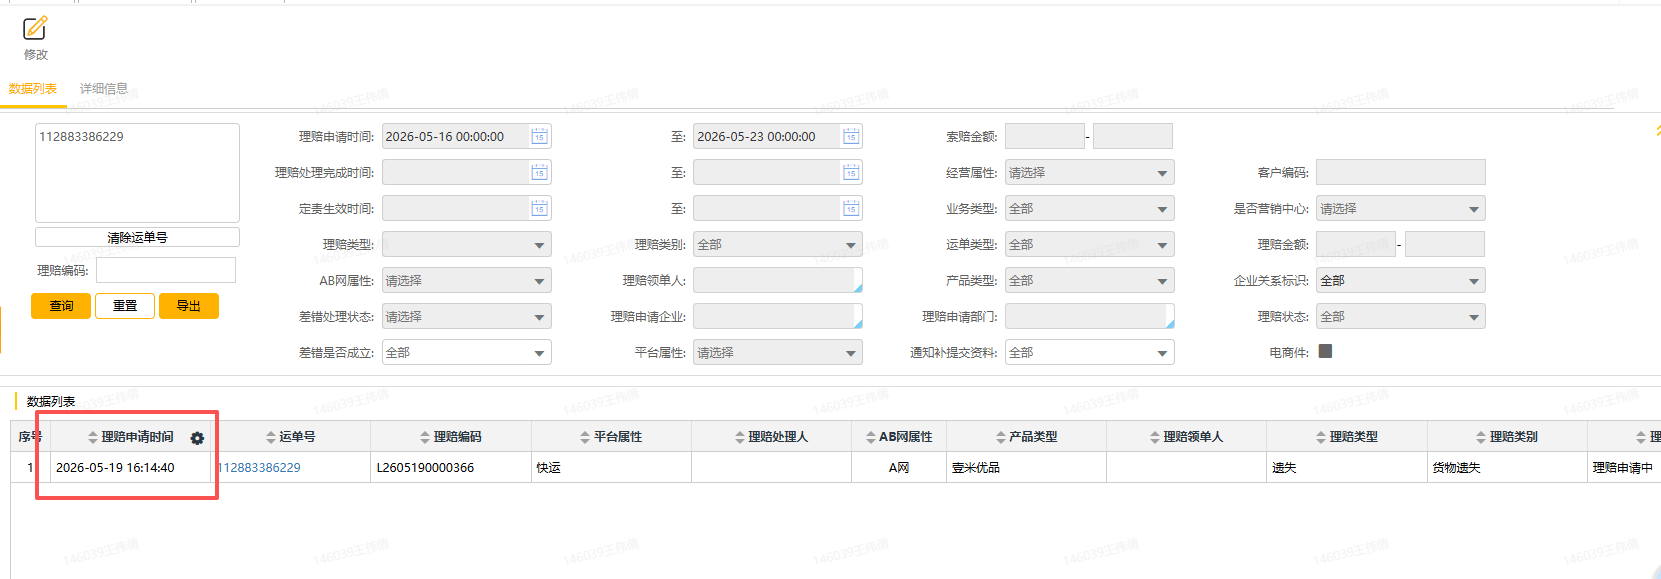 修改
数据列表 详细信息
112883386229
清除运单号
理赔编码:
查询 重置 导出
理赔申请时间: 2026-05-16 00:00:00 至: 2026-05-23 00:00:00 索赔金额: -
理赔处理完成时间: 至: 经营属性: 请选择 客户编码:
定责生效时间: 至: 业务类型: 全部 是否营销中心: 请选择
理赔类型: 理赔类别: 全部 运单类型: 全部 理赔金额: -
AB网属性: 请选择 理赔领单人: 产品类型: 全部 企业关系标识: 全部
差错处理状态: 请选择 理赔申请企业: 理赔申请部门: 理赔状态: 全部
差错是否成立: 全部 平台属性: 请选择 通知补提交资料: 全部 电商件:
数据列表
序号 理赔申请时间 运单号 理赔编码 平台属性 理赔处理人 AB网属性 产品类型 理赔领单人 理赔类型 理赔类别
1 2026-05-19 16:14:40 112883386229 L2605190000366 快运 A网 壹米优品 遗失 货物遗失 理赔申请中
146039王伟倩